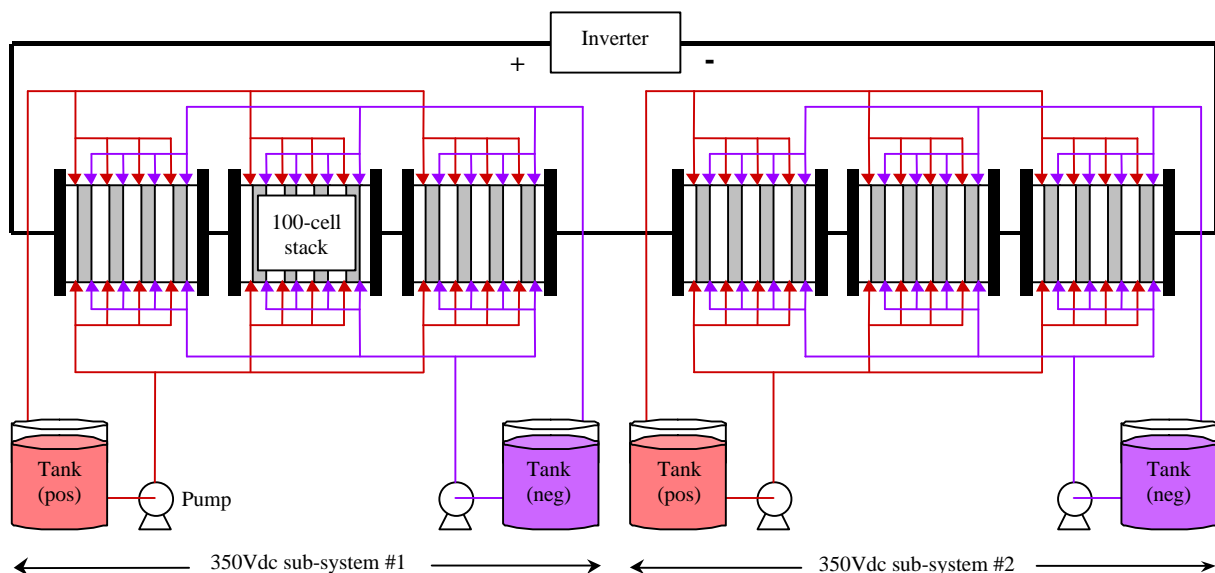 Inverter
+
-
100-cell
stack
Tank
(pos)
Pump
Tank
(neg)
Tank
(pos)
Tank
(neg)
350Vdc sub-system #1
350Vdc sub-system #2